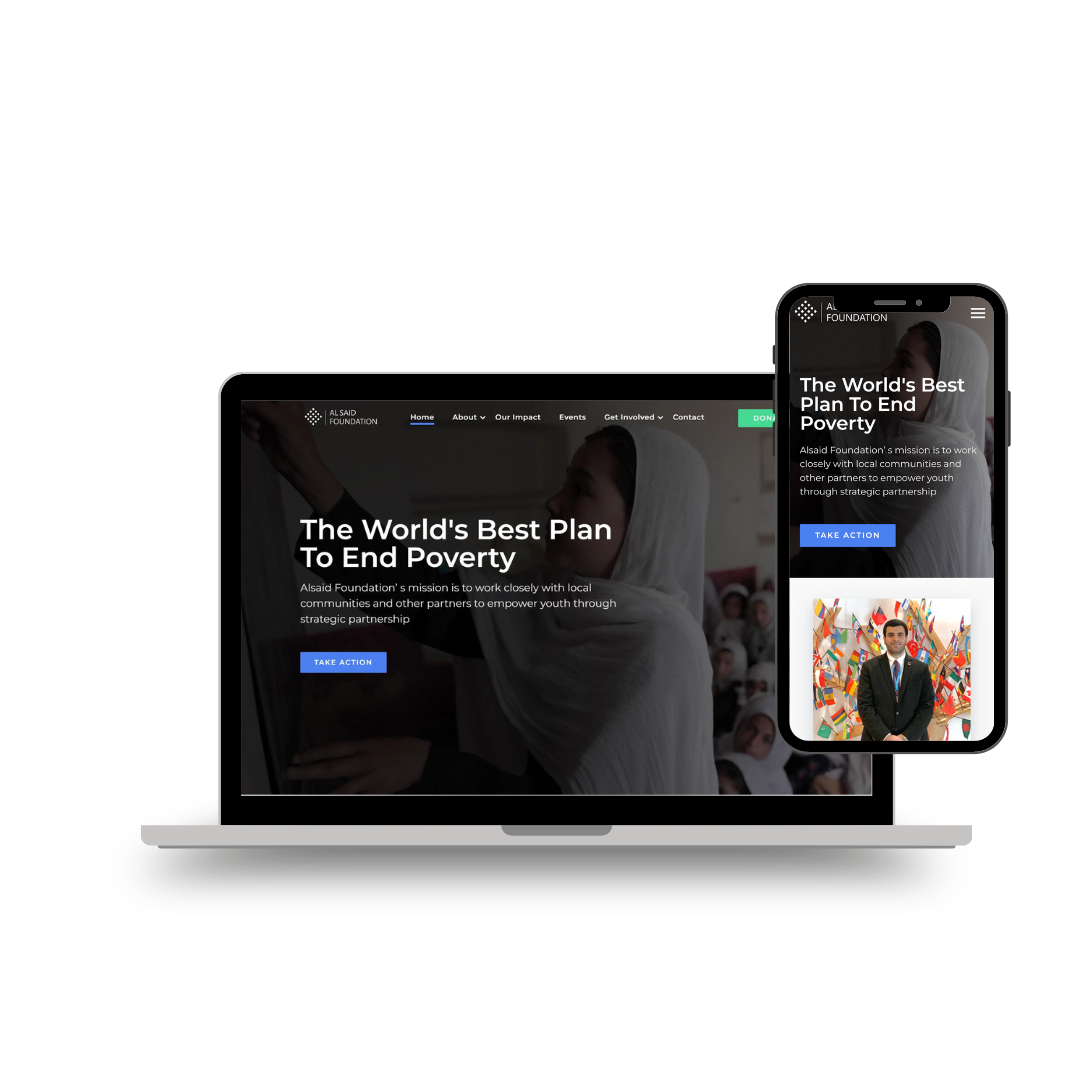 AL SAID
FOUNDATION
Home About Our Impact Events Get Involved Contact
The World's Best Plan
To End Poverty
Alsaid Foundation’ s mission is to work closely with local
communities and other partners to empower youth through
strategic partnership
TAKE ACTION
FOUNDATION
The World's Best
Plan To End
Poverty
Alsaid Foundation’ s mission is to work
closely with local communities and
other partners to empower youth
through strategic partnership
TAKE ACTION